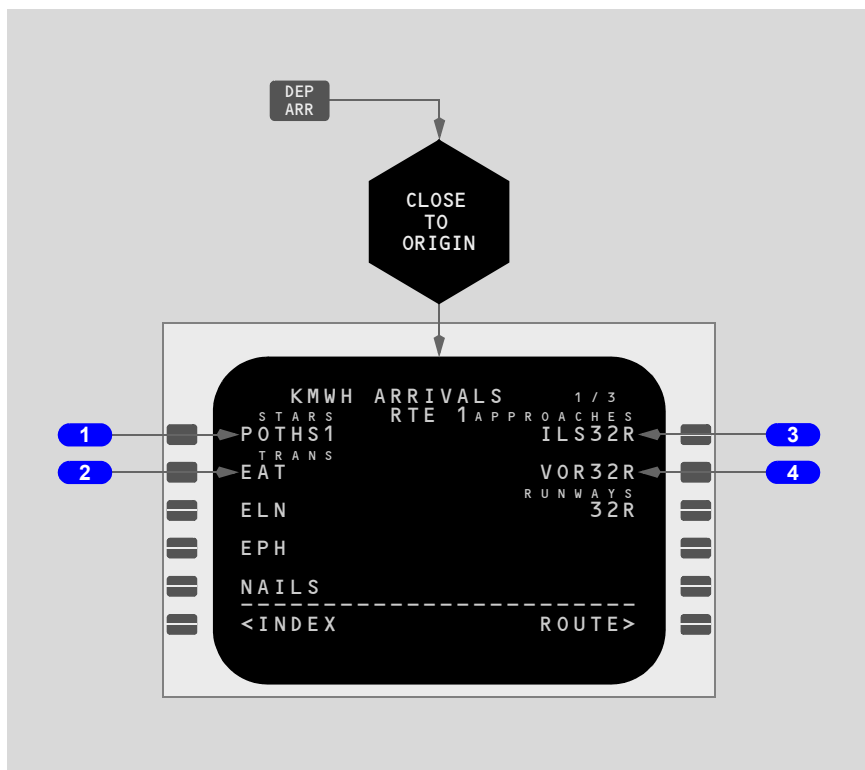 DEP
ARR
CLOSE
TO
ORIGIN
KMWH ARRIVALS 1/3
STARS RTE 1 APPROACHES
1 POTHS1 ILS32R 3
TRANS
2 EAT VOR32R 4
RUNWAYS
ELN 32R
EPH
NAILS
------------------------
<INDEX ROUTE>